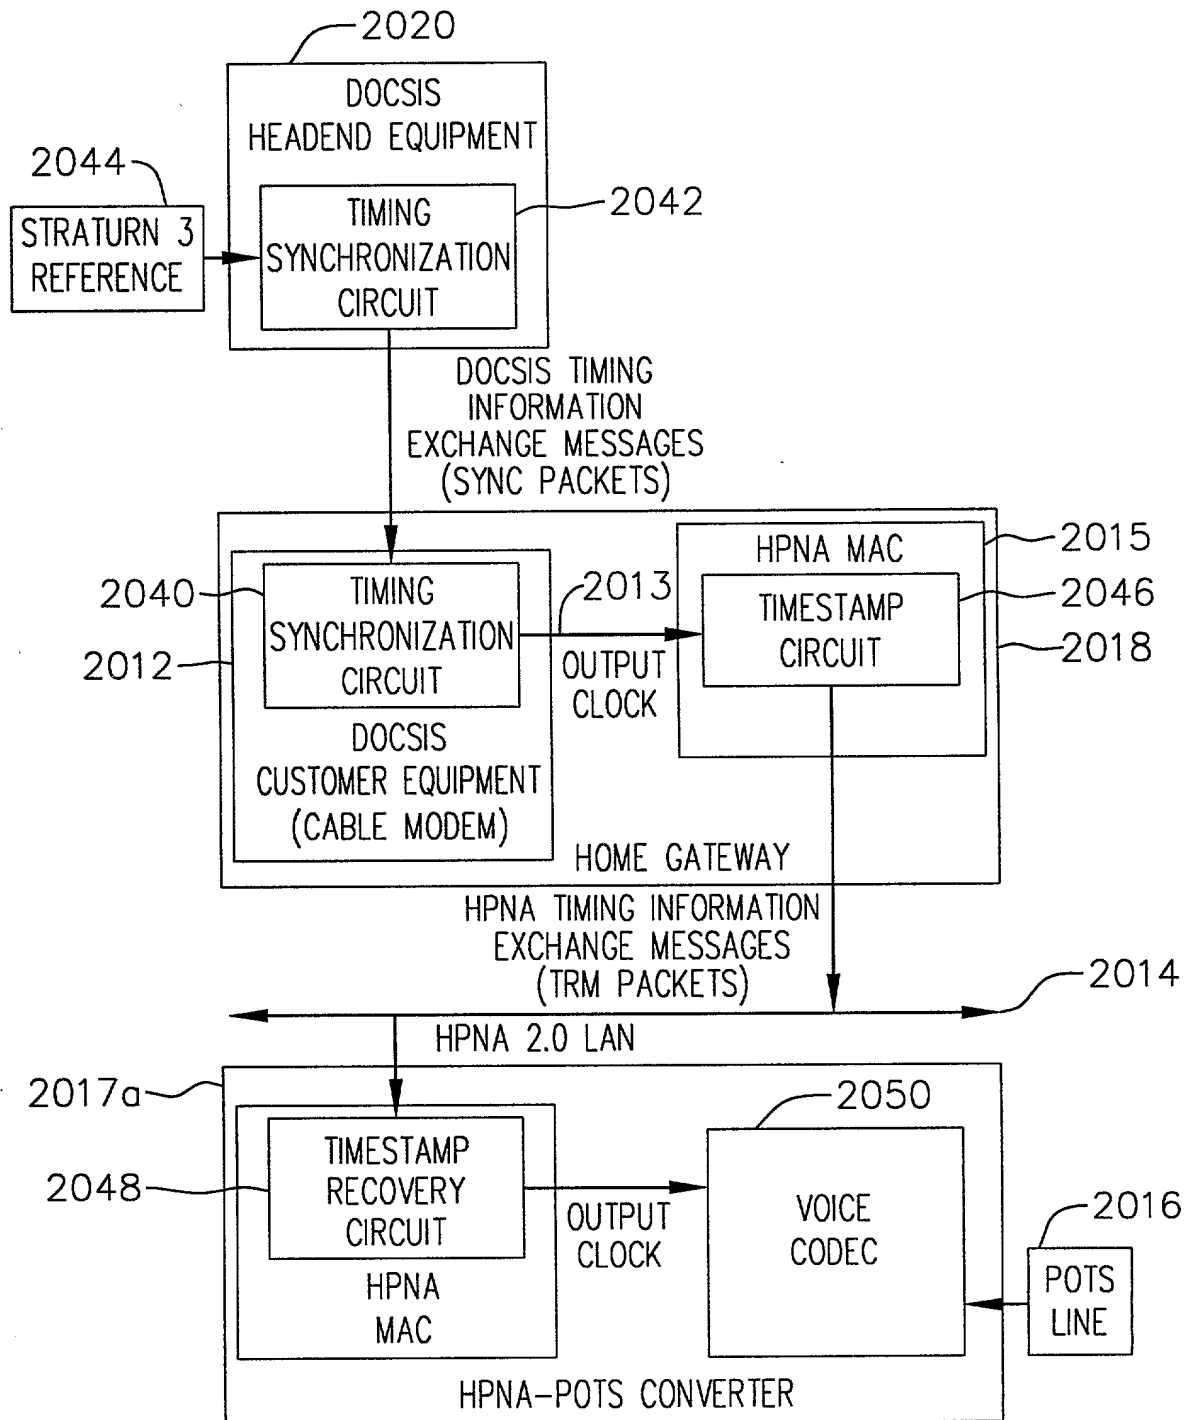 2020
DOCSIS
HEADEND EQUIPMENT
2044
STRATURN 3
REFERENCE
TIMING
SYNCHRONIZATION
CIRCUIT
2042
DOCSIS TIMING
INFORMATION
EXCHANGE MESSAGES
(SYNC PACKETS)
2040
TIMING
SYNCHRONIZATION
CIRCUIT
2012
DOCSIS
CUSTOMER EQUIPMENT
(CABLE MODEM)
2013
OUTPUT
CLOCK
HPNA MAC
2015
TIMESTAMP
CIRCUIT
2046
2018
HOME GATEWAY
HPNA TIMING INFORMATION
EXCHANGE MESSAGES
(TRM PACKETS)
2014
HPNA 2.0 LAN
2017a
TIMESTAMP
RECOVERY
CIRCUIT
2048
HPNA
MAC
OUTPUT
CLOCK
2050
VOICE
CODEC
2016
POTS
LINE
HPNA-POTS CONVERTER